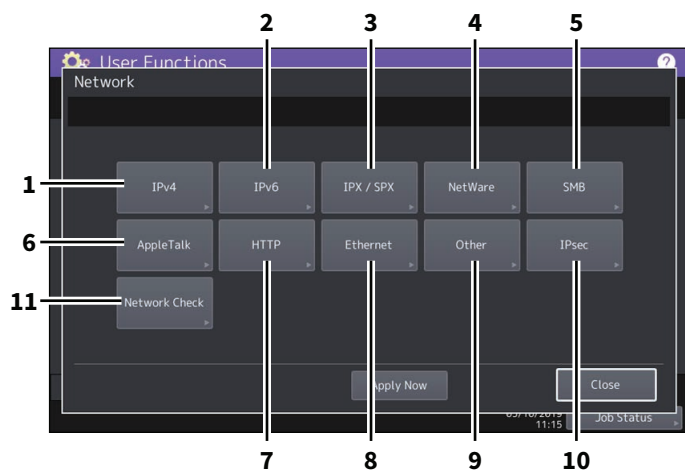 2 3 4 5
User Functions ?
Network
1 IPv4 IPv6 IPX / SPX NetWare SMB
6 AppleTalk HTTP Ethernet Other IPsec
11 Network Check
Apply Now Close
11:15 Job Status
7 8 9 10